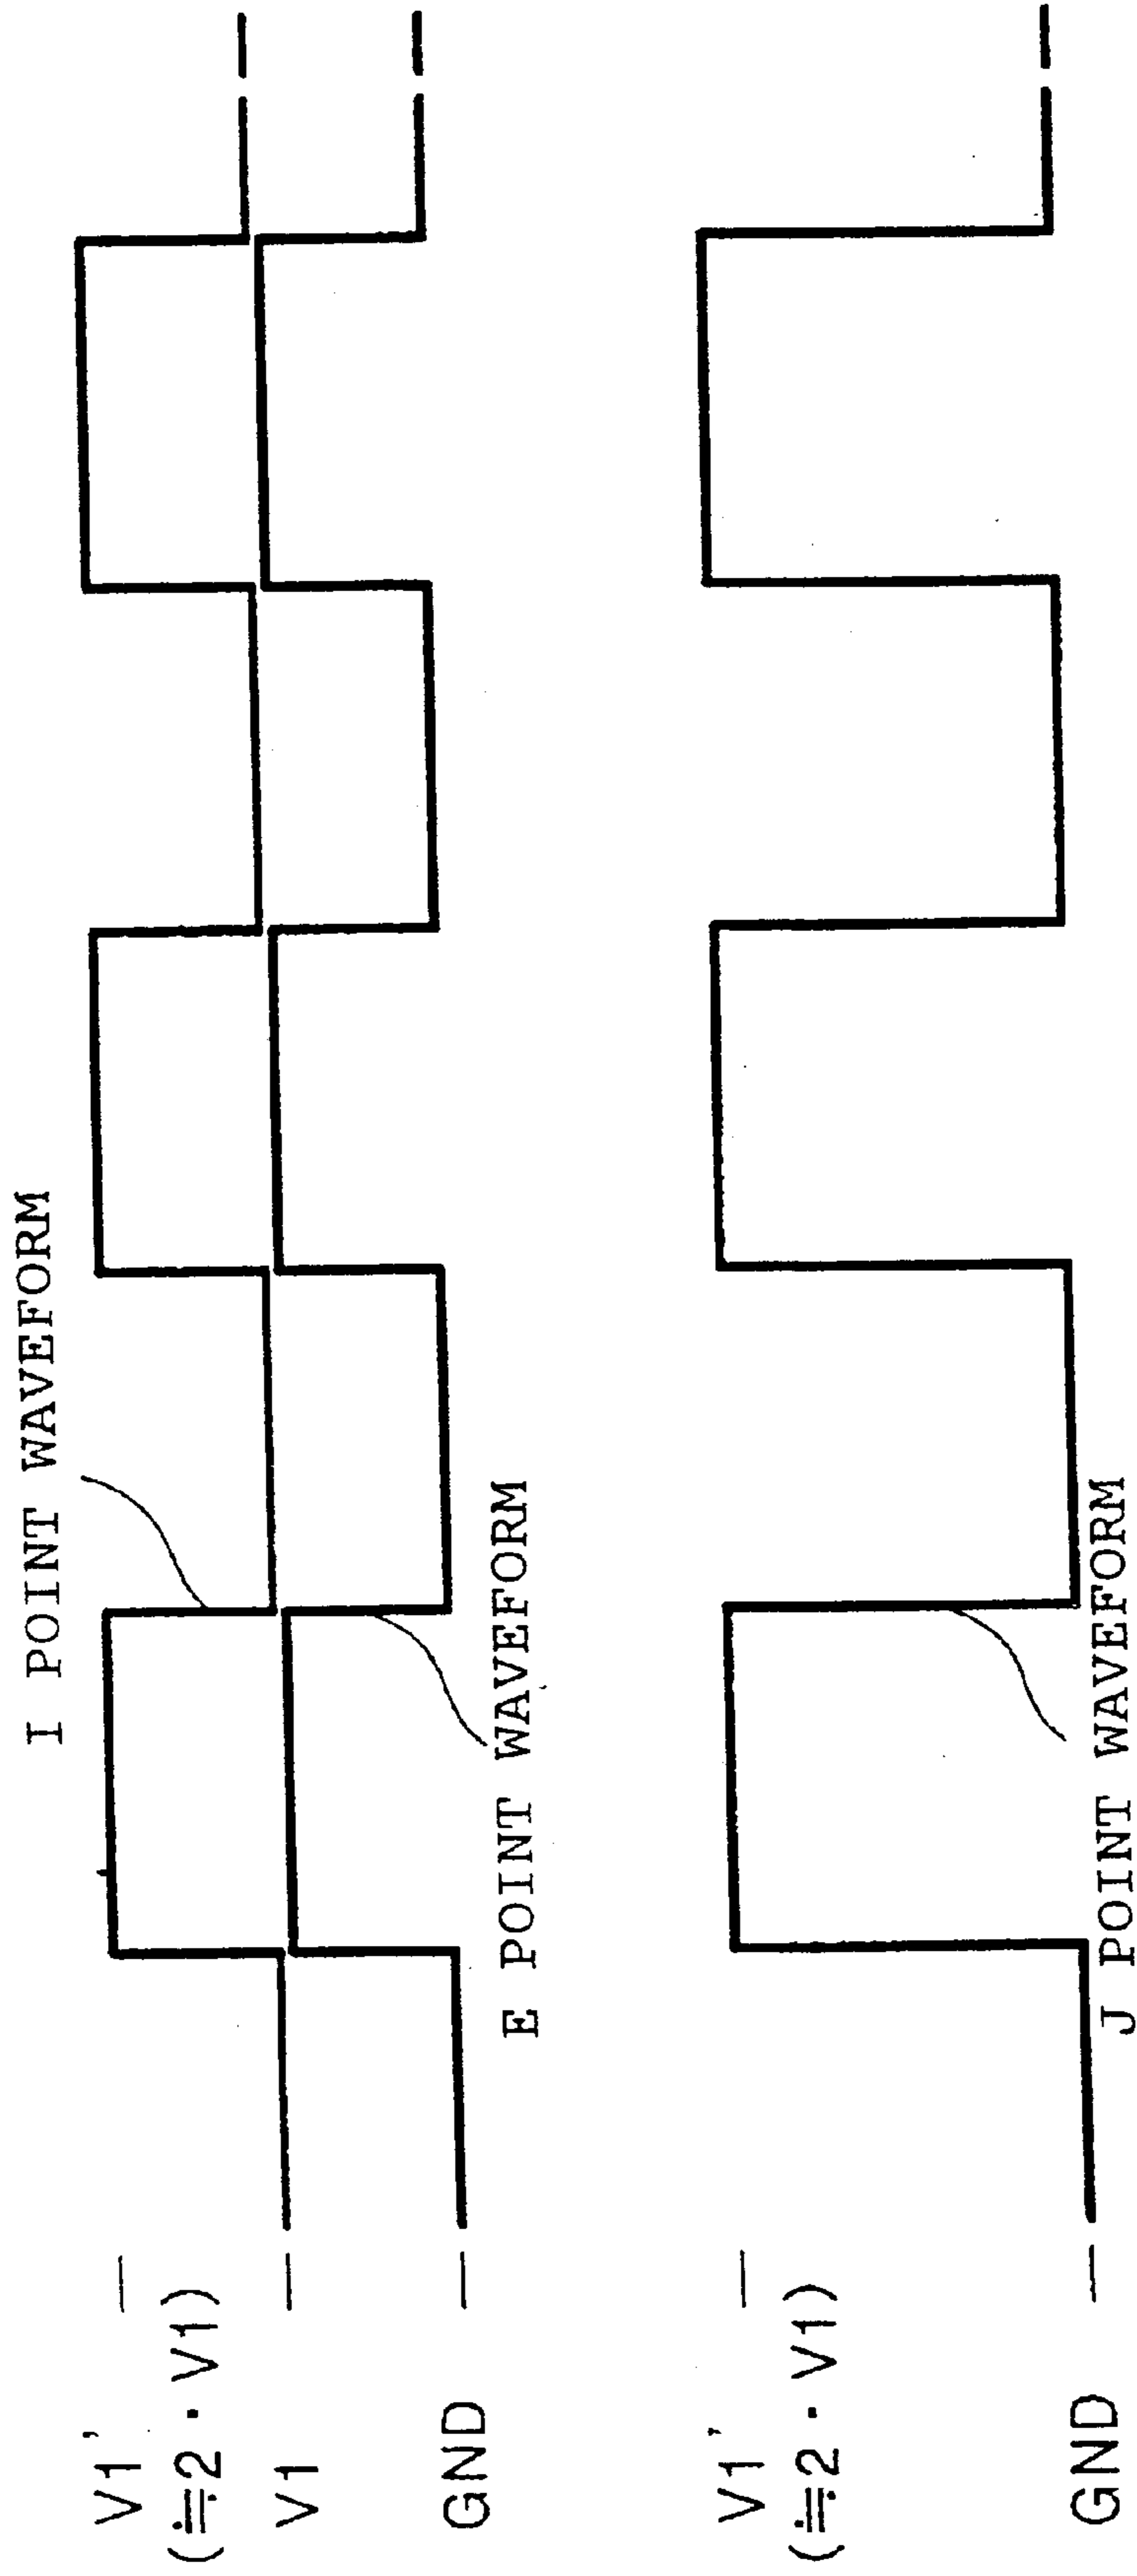 I POINT WAVEFORM
V1'
(≒2・V1)
V1
GND
E POINT WAVEFORM
V1'
(≒2・V1)
GND
J POINT WAVEFORM